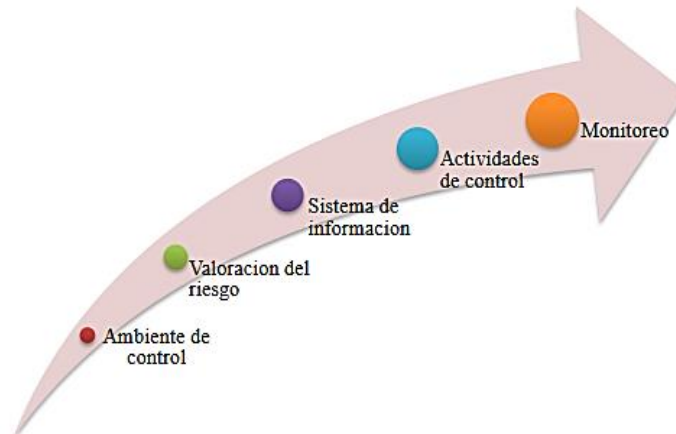 Monitoreo
Actividades
de control
Sistema de
informacion
Valoracion del
riesgo
Ambiente de
control